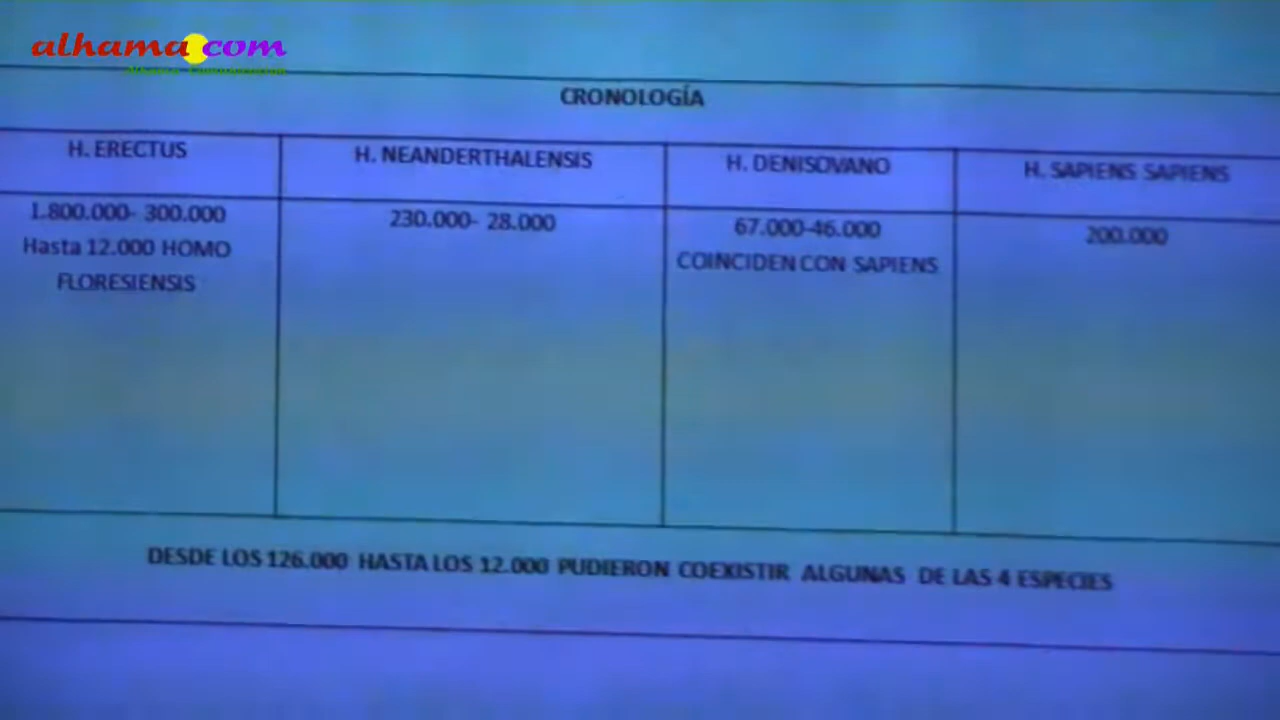 alhama.com
CRONOLOGÍA
H. ERECTUS
H. NEANDERTHALENSIS
H. DENISOVANO
H. SAPIENS SAPIENS
1.800.000- 300.000
Hasta 12.000 HOMO
FLORESIENSIS
230.000- 28.000
67.000-46.000
COINCIDEN CON SAPIENS
200.000
DESDE LOS 126.000 HASTA LOS 12.000 PUDIERON COEXISTIR ALGUNAS DE LAS 4 ESPECIES